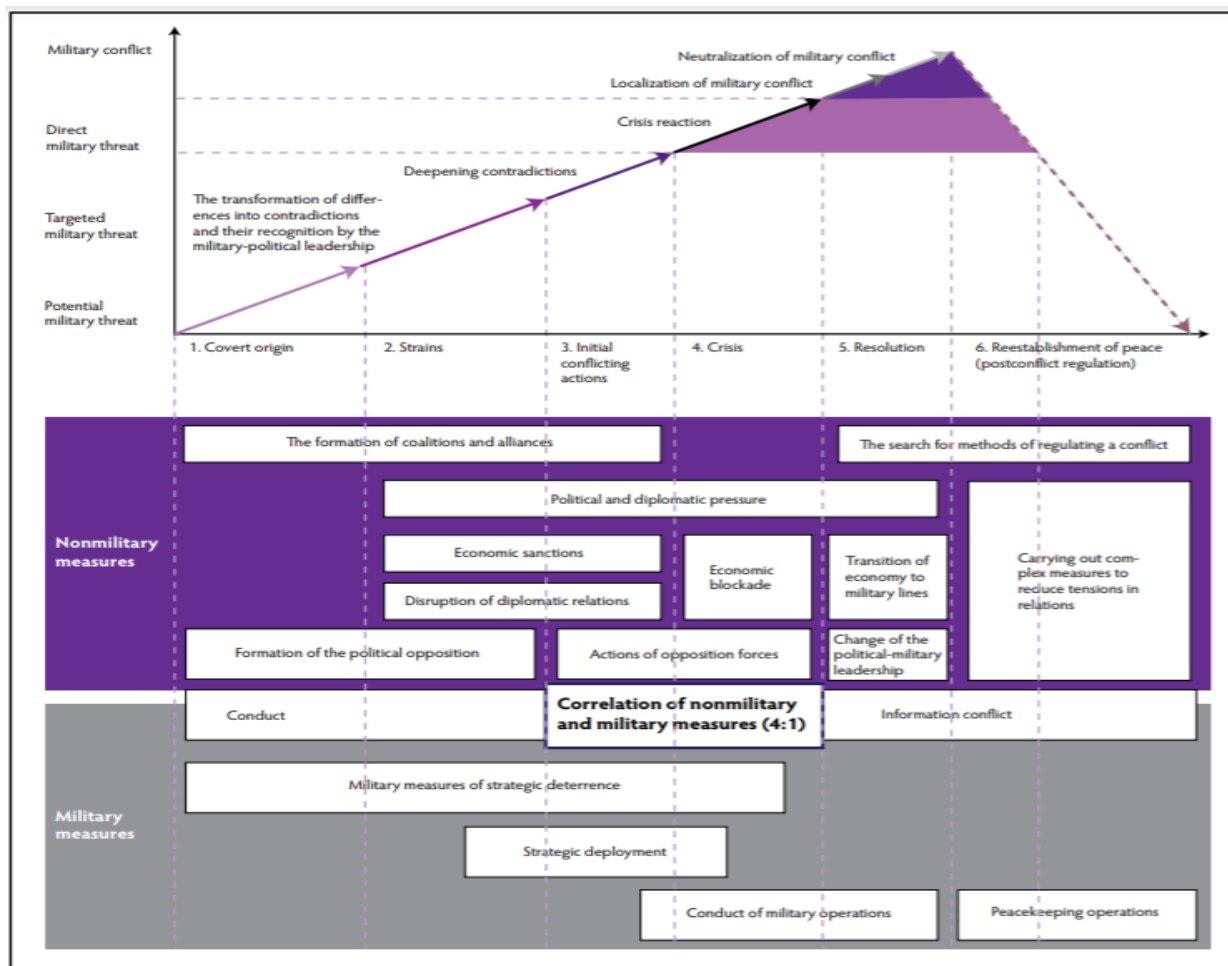 Military conflict
Neutralization of military conflict
Localization of military conflict
Crisis reaction
Direct
military threat
Deepening contradictions
The transformation of differ-
ences into contradictions
and their recognition by the
military-political leadership
Targeted
military threat
Potential
military threat
1. Covert origin
2. Strains
3. Initial
conflicting
actions
4. Crisis
5. Resolution
6. Reestablishment of peace
(postconflict regulation)
Nonmilitary
measures
The formation of coalitions and alliances
The search for methods of regulating a conflict
Political and diplomatic pressure
Economic sanctions
Disruption of diplomatic relations
Economic
blockade
Transition of
economy to
military lines
Carrying out com-
plex measures to
reduce tensions in
relations
Formation of the political opposition
Actions of opposition forces
Change of the
political-military
leadership
Conduct
Correlation of nonmilitary
and military measures (4:1)
Information conflict
Military
measures
Military measures of strategic deterrence
Strategic deployment
Conduct of military operations
Peacekeeping operations